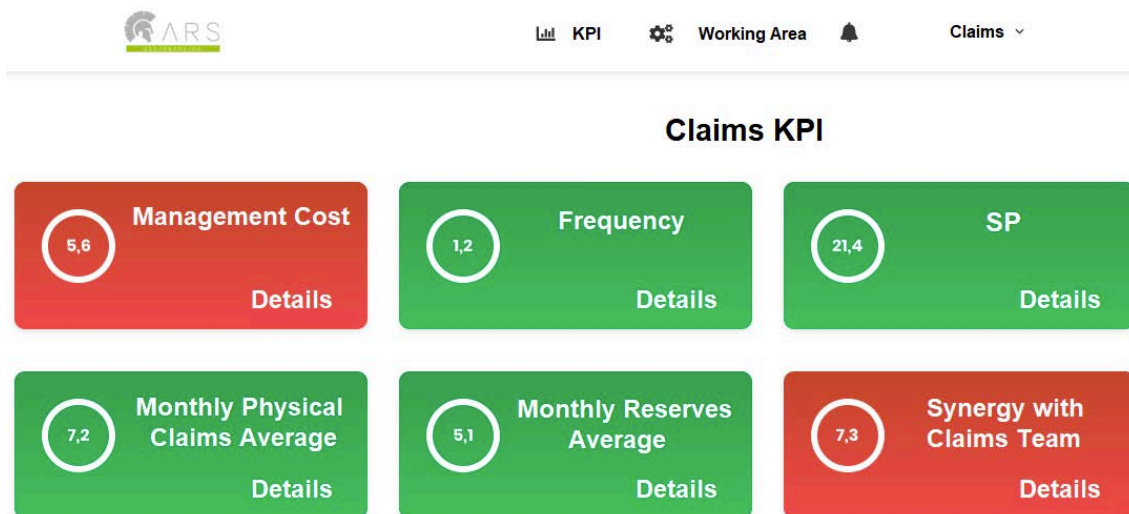 ARS
KPI
Working Area
Claims
Claims KPI
Management Cost
5,6
Details
Frequency
1,2
Details
SP
21,4
Details
Monthly Physical
Claims Average
7,2
Details
Monthly Reserves
Average
5,1
Details
Synergy with
Claims Team
7,3
Details